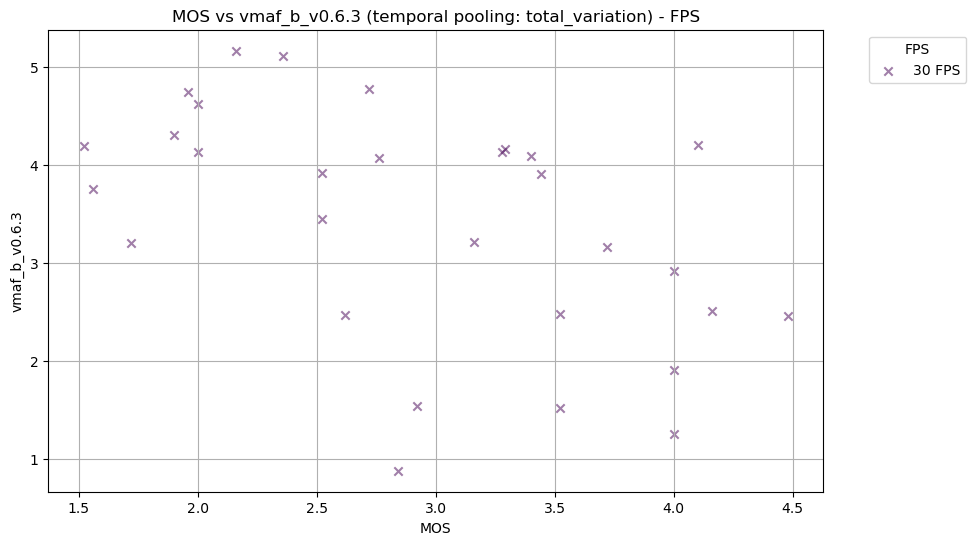 MOS vs vmaf_b_v0.6.3 (temporal pooling: total_variation) - FPS
FPS
30 FPS
vmaf_b_v0.6.3
5
4
3
2
1
1.5 2.0 2.5 3.0 3.5 4.0 4.5
MOS